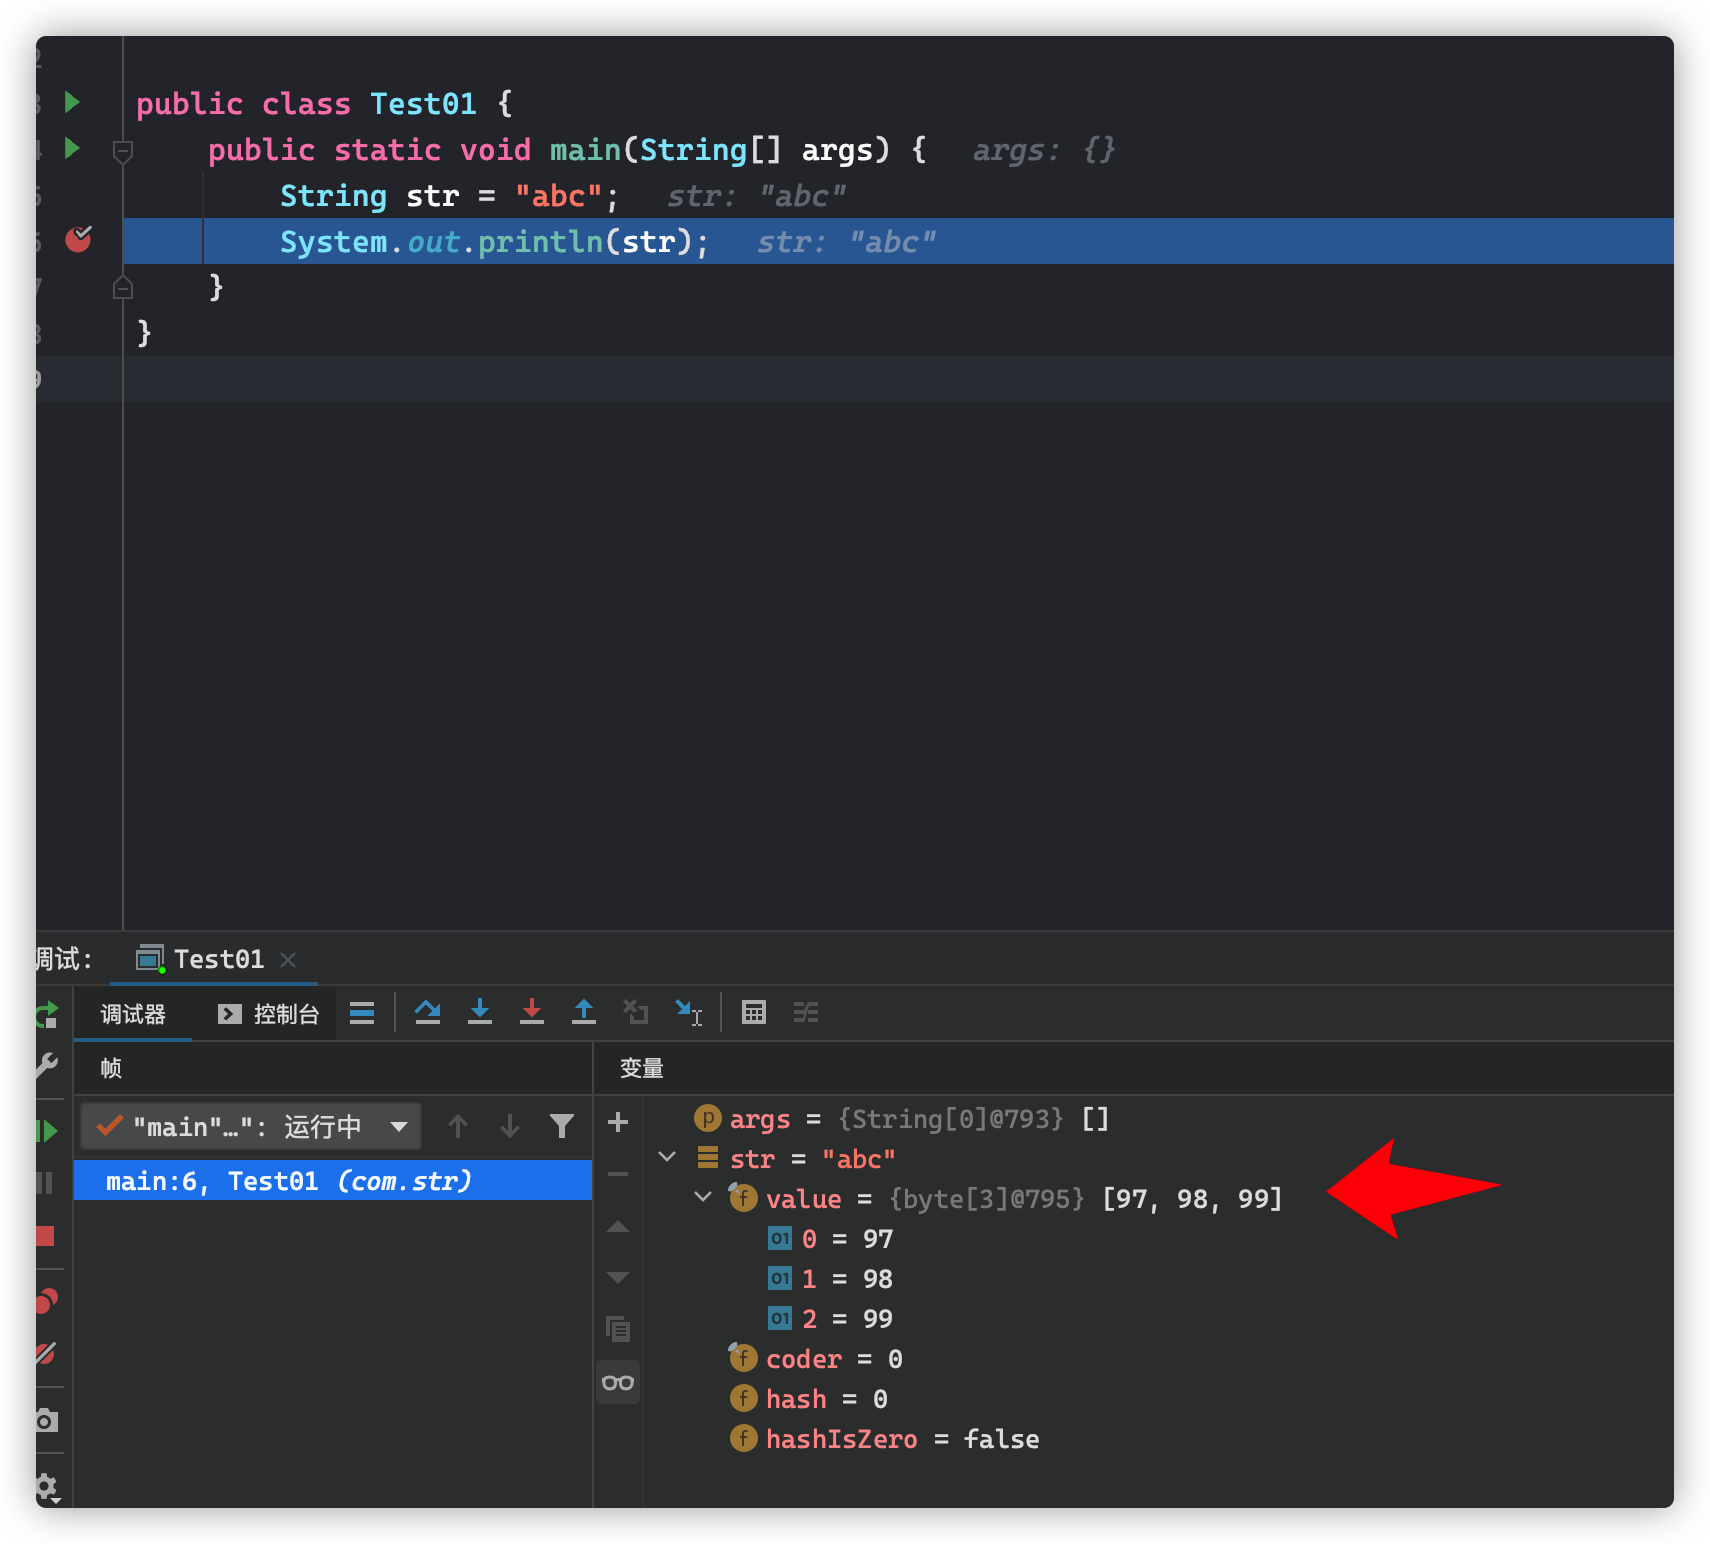 public class Test01 {
public static void main(String[] args) {   args: {}
String str = "abc";   str: "abc"
System.out.println(str);   str: "abc"
}
}
调试：
Test01
调试器
控制台
帧
变量
"main"…": 运行中
main:6, Test01 (com.str)
args = {String[0]@793} []
str = "abc"
value = {byte[3]@795} [97, 98, 99]
01 0 = 97
01 1 = 98
01 2 = 99
coder = 0
hash = 0
hashIsZero = false